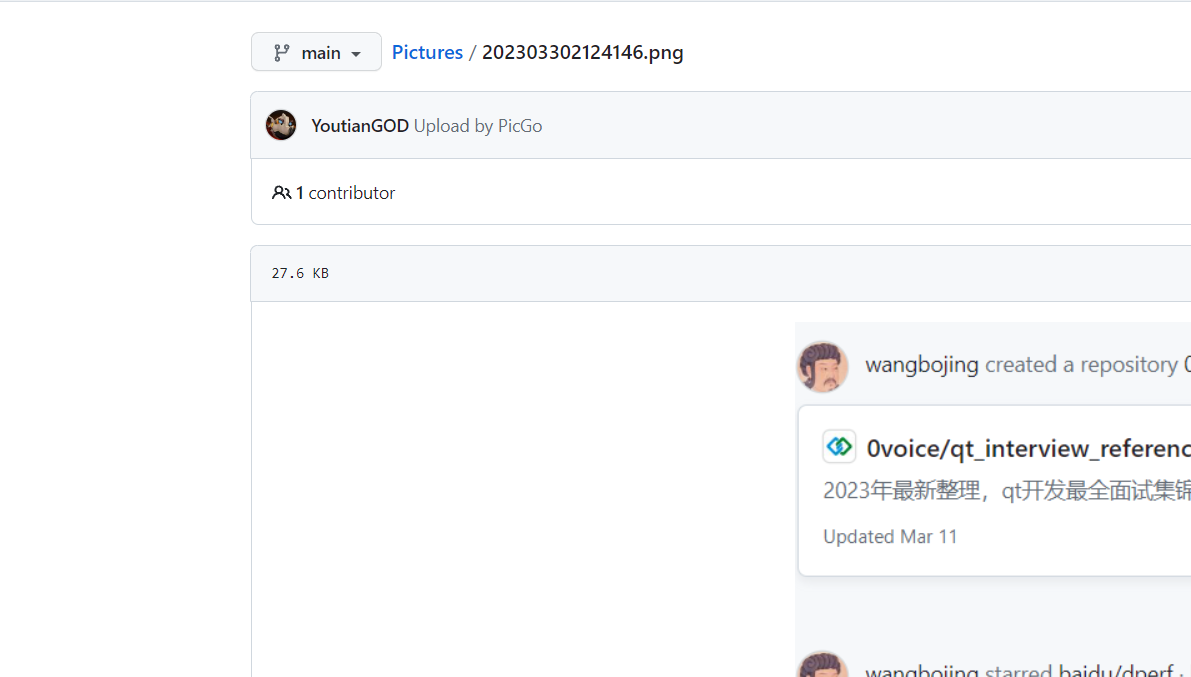 main
Pictures / 202303302124146.png
YoutianGOD Upload by PicGo
1 contributor
27.6 KB
wangbojing created a repository
0voice/qt_interview_referenc
2023年最新整理，qt开发最全面试集锦
Updated Mar 11
wangbojing starred baidu/dperf ·